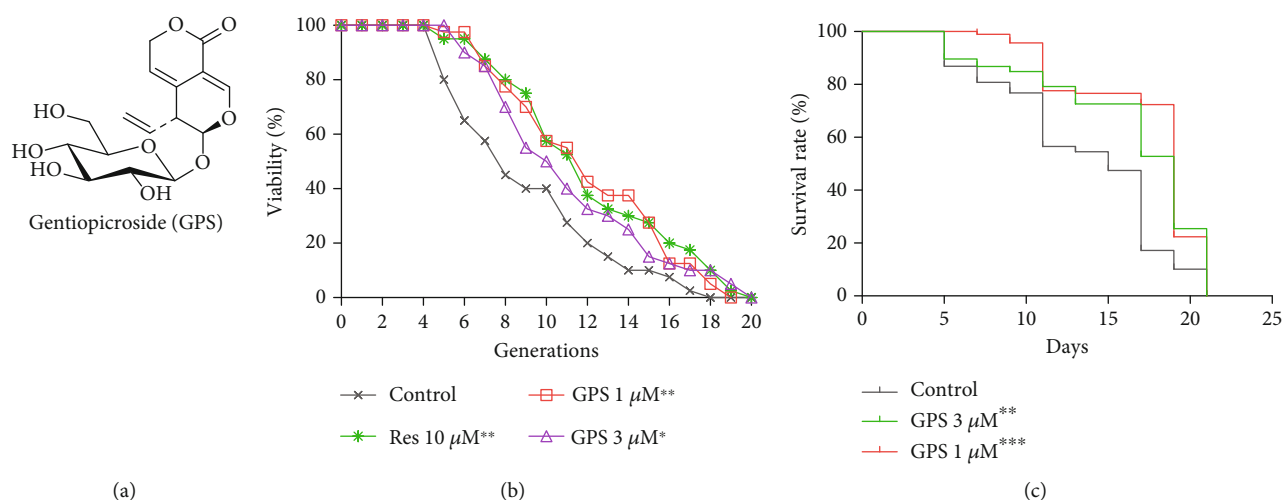 O
O
O
O
O
O
HO
HO
HO
OH
OH
Gentiopicroside (GPS)
(a)
Viability (%)
100
80
60
40
20
0
0 2 4 6 8 10 12 14 16 18 20
Generations
Control
GPS 1 μM**
Res 10 μM**
GPS 3 μM*
(b)
Survival rate (%)
100
80
60
40
20
0
0 5 10 15 20 25
Days
Control
GPS 3 μM**
GPS 1 μM***
(c)